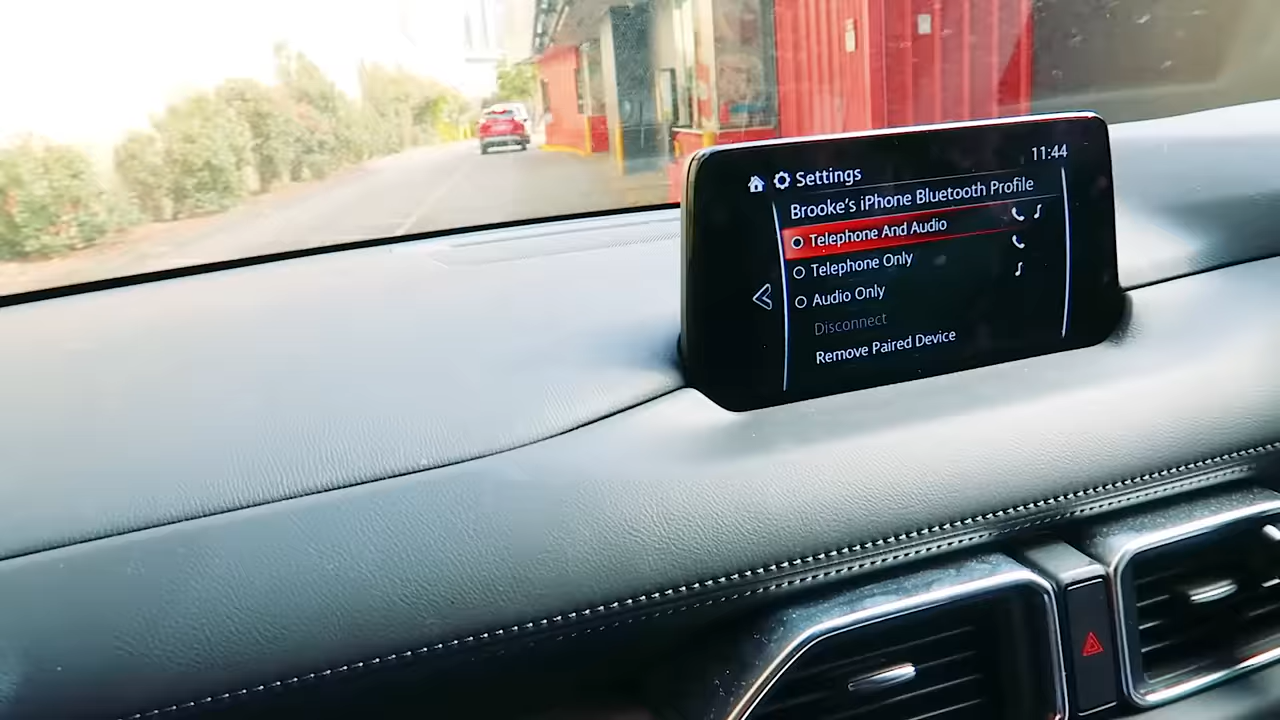 11:44
Settings
Brooke's iPhone Bluetooth Profile
Telephone And Audio
Telephone Only
Audio Only
Disconnect
Remove Paired Device